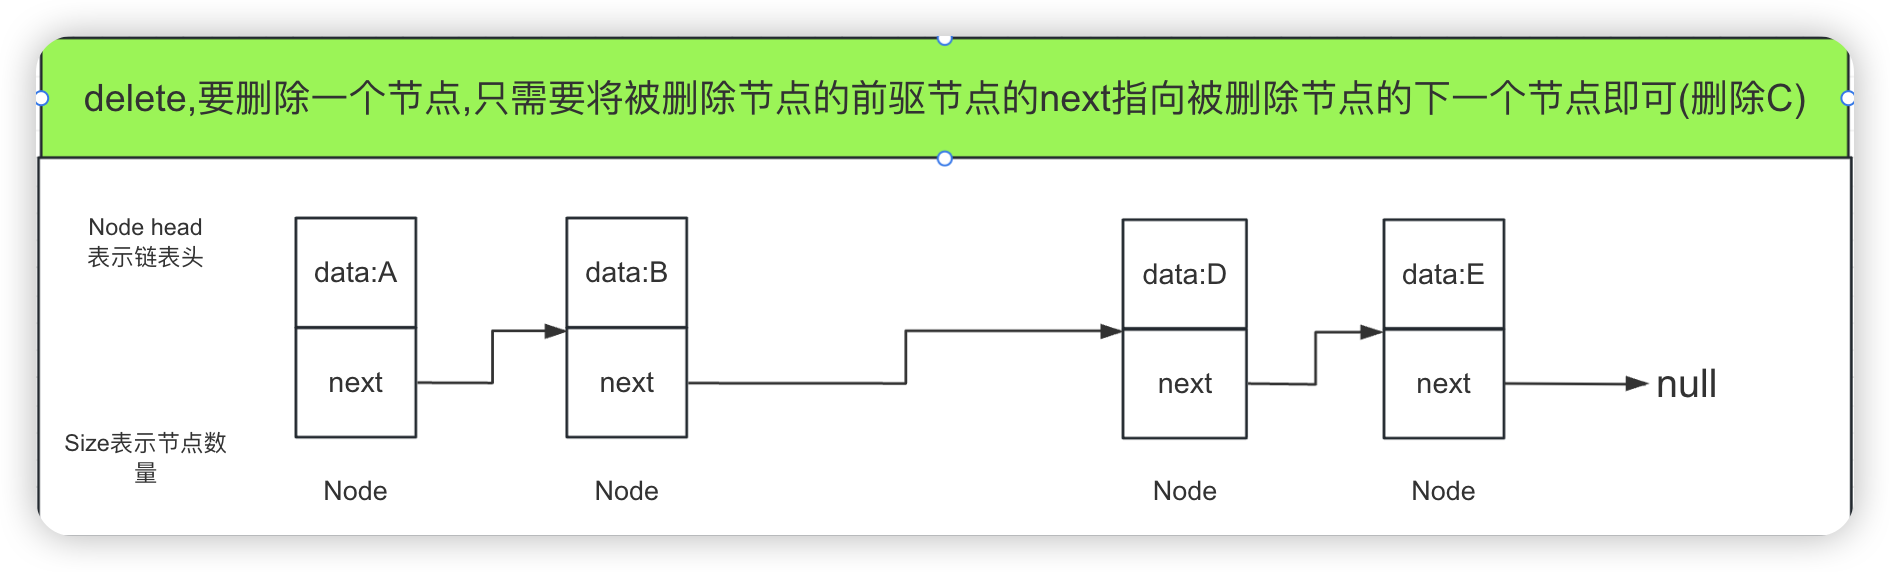 delete,要删除一个节点,只需要将被删除节点的前驱节点的next指向被删除节点的下一个节点即可(删除C)
Node head
表示链表头
data:A
data:B
data:D
data:E
next
next
next
next
null
Size表示节点数
量
Node
Node
Node
Node